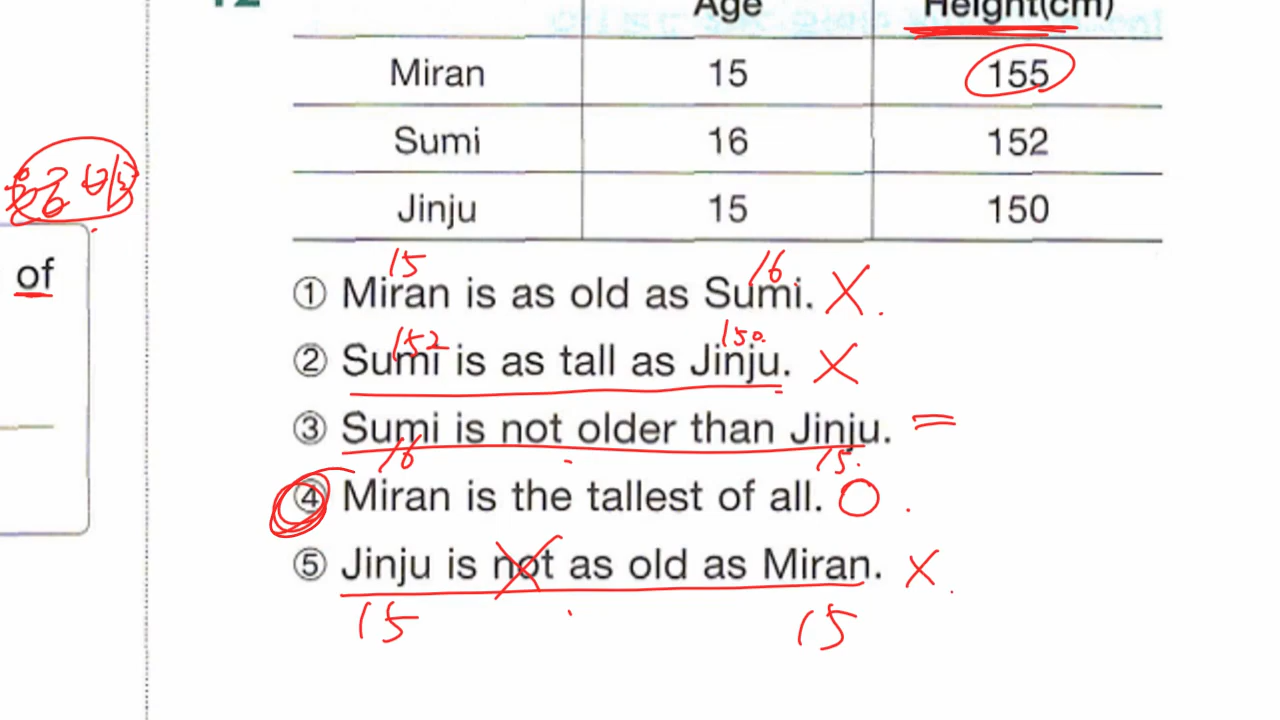 12
Age Height(cm)
Miran 15 155
Sumi 16 152
Jinju 15 150
of
15 16
① Miran is as old as Sumi. X
152 150
② Sumi is as tall as Jinju. X
③ Sumi is not older than Jinju. =
16 15
④ Miran is the tallest of all. O
⑤ Jinju is not as old as Miran. X
15 15